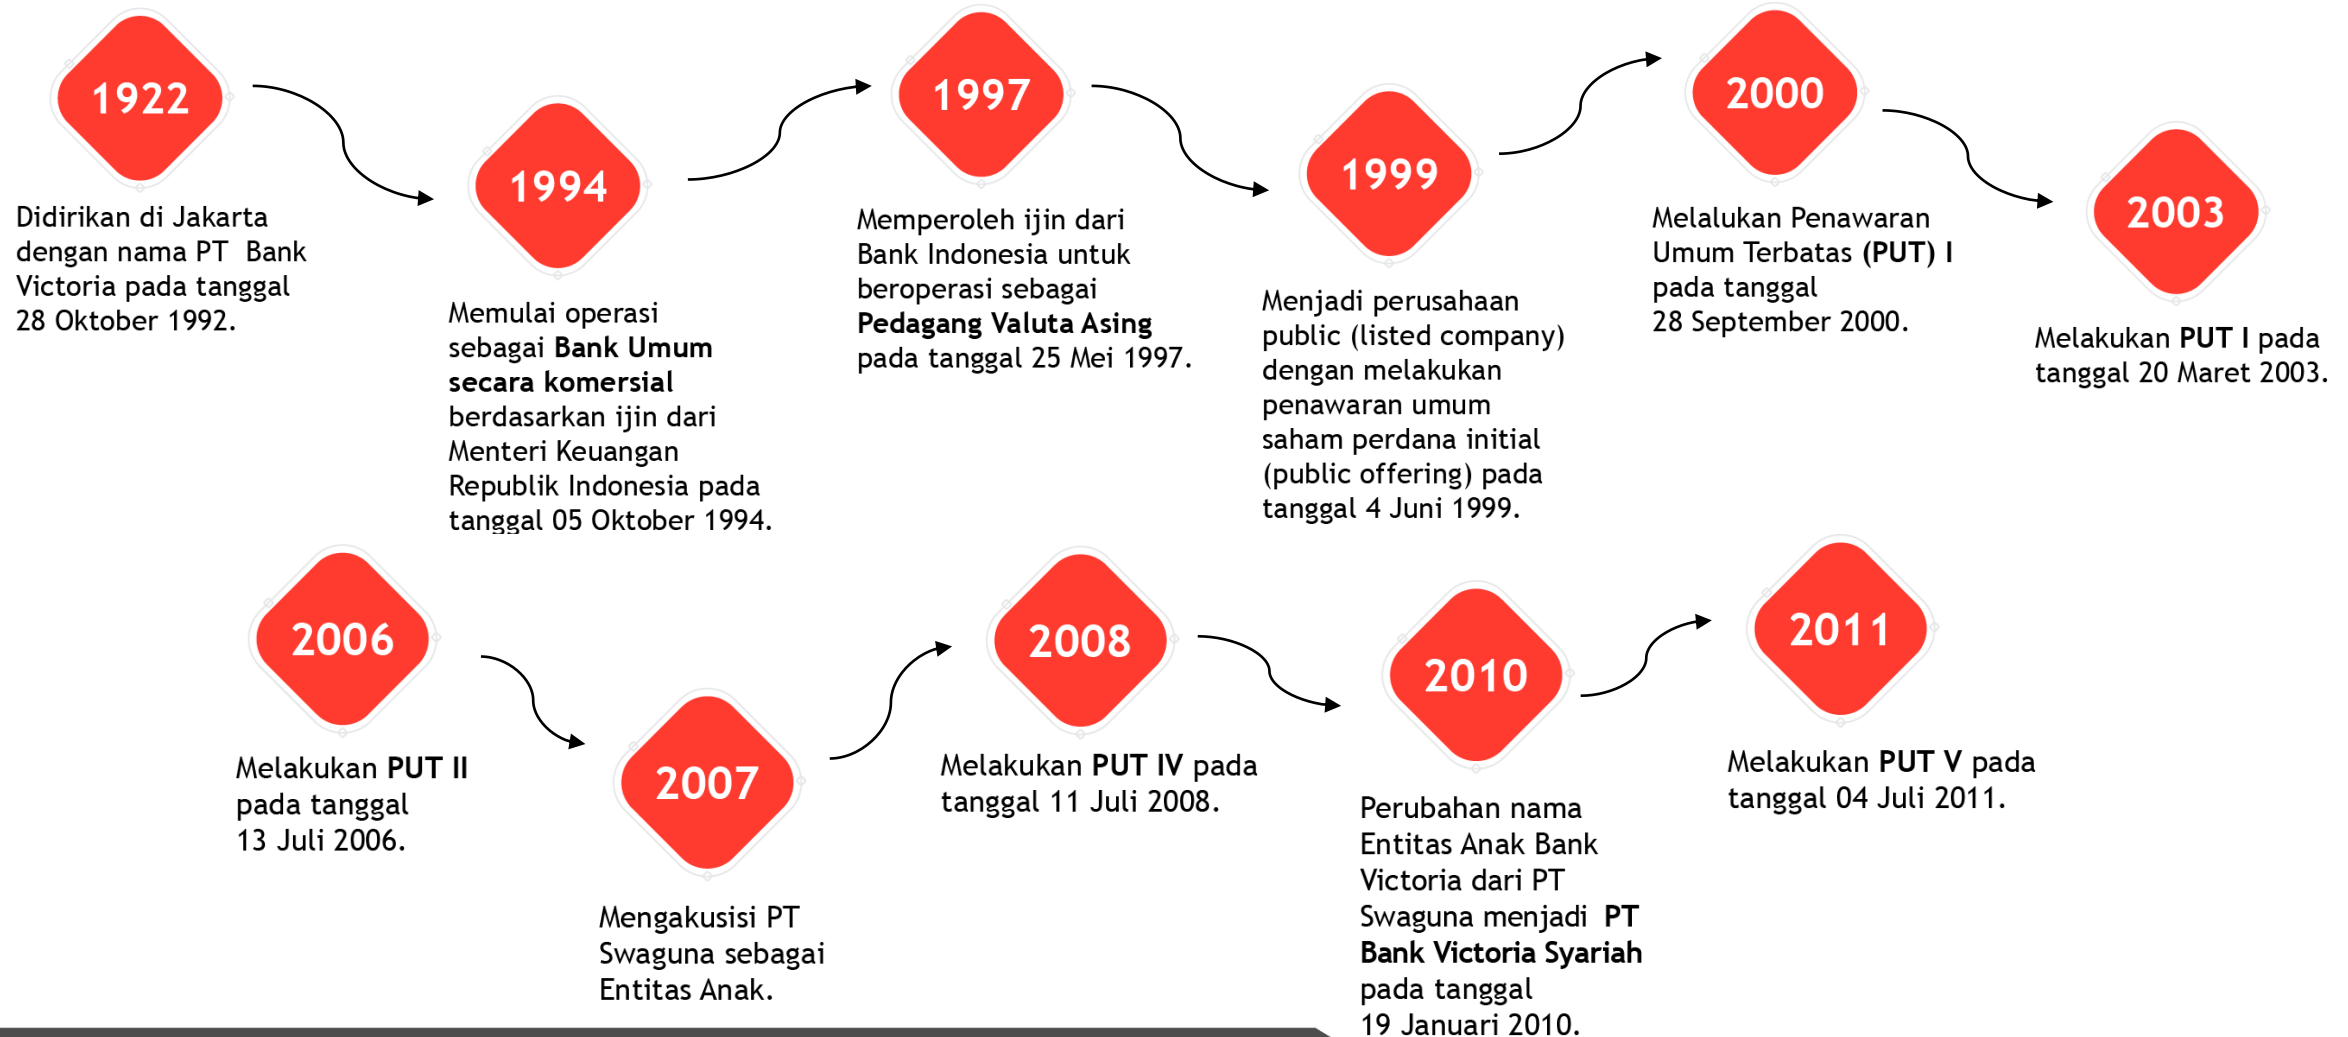 1922
Didirikan di Jakarta
dengan nama PT Bank
Victoria pada tanggal
28 Oktober 1992.
1994
Memulai operasi
sebagai Bank Umum
secara komersial
berdasarkan ijin dari
Menteri Keuangan
Republik Indonesia pada
tanggal 05 Oktober 1994.
1997
Memperoleh ijin dari
Bank Indonesia untuk
beroperasi sebagai
Pedagang Valuta Asing
pada tanggal 25 Mei 1997.
1999
Menjadi perusahaan
public (listed company)
dengan melakukan
penawaran umum
saham perdana initial
(public offering) pada
tanggal 4 Juni 1999.
2000
Melalukan Penawaran
Umum Terbatas (PUT) I
pada tanggal
28 September 2000.
2003
Melakukan PUT I pada
tanggal 20 Maret 2003.
2006
Melakukan PUT II
pada tanggal
13 Juli 2006.
2007
Mengakusisi PT
Swaguna sebagai
Entitas Anak.
2008
Melakukan PUT IV pada
tanggal 11 Juli 2008.
2010
Perubahan nama
Entitas Anak Bank
Victoria dari PT
Swaguna menjadi PT
Bank Victoria Syariah
pada tanggal
19 Januari 2010.
2011
Melakukan PUT V pada
tanggal 04 Juli 2011.